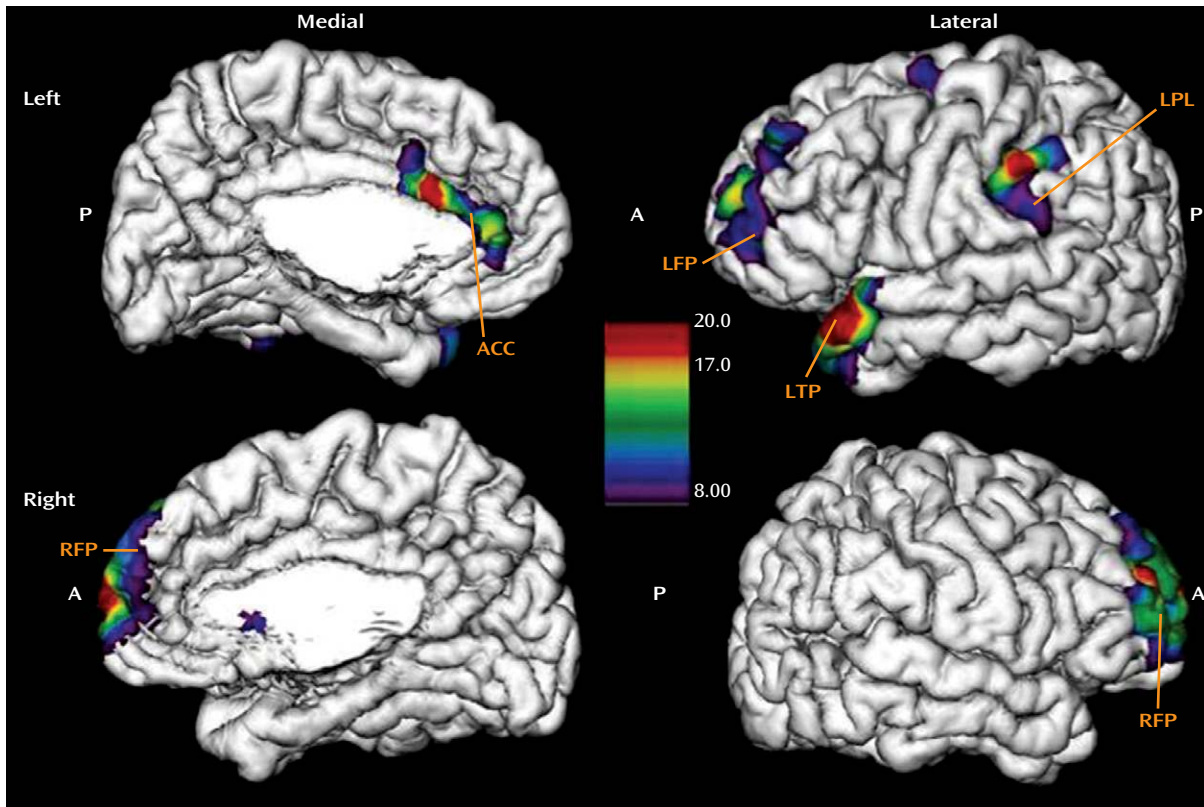 Medial
Lateral
Left
LPL
P
A
P
LFP
ACC
20.0
17.0
LTP
8.00
Right
RFP
A
P
A
RFP